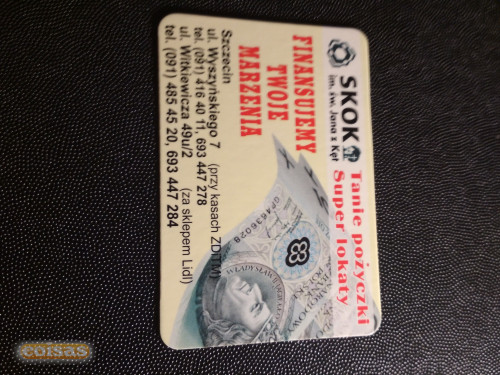 SKOK
im. św. Jana z Kęt
Tanie pożyczki
Super lokaty
FINANSUJEMY
TWOJE
MARZENIA
Szczecin
ul. Wyszyńskiego 7 (przy kasach ZDiTM)
tel. (091) 416 40 11, 693 447 278
ul. Witkiewicza 49u/2 (za sklepem Lidl)
tel. (091) 485 45 20, 693 447 284
WŁADYSŁAW